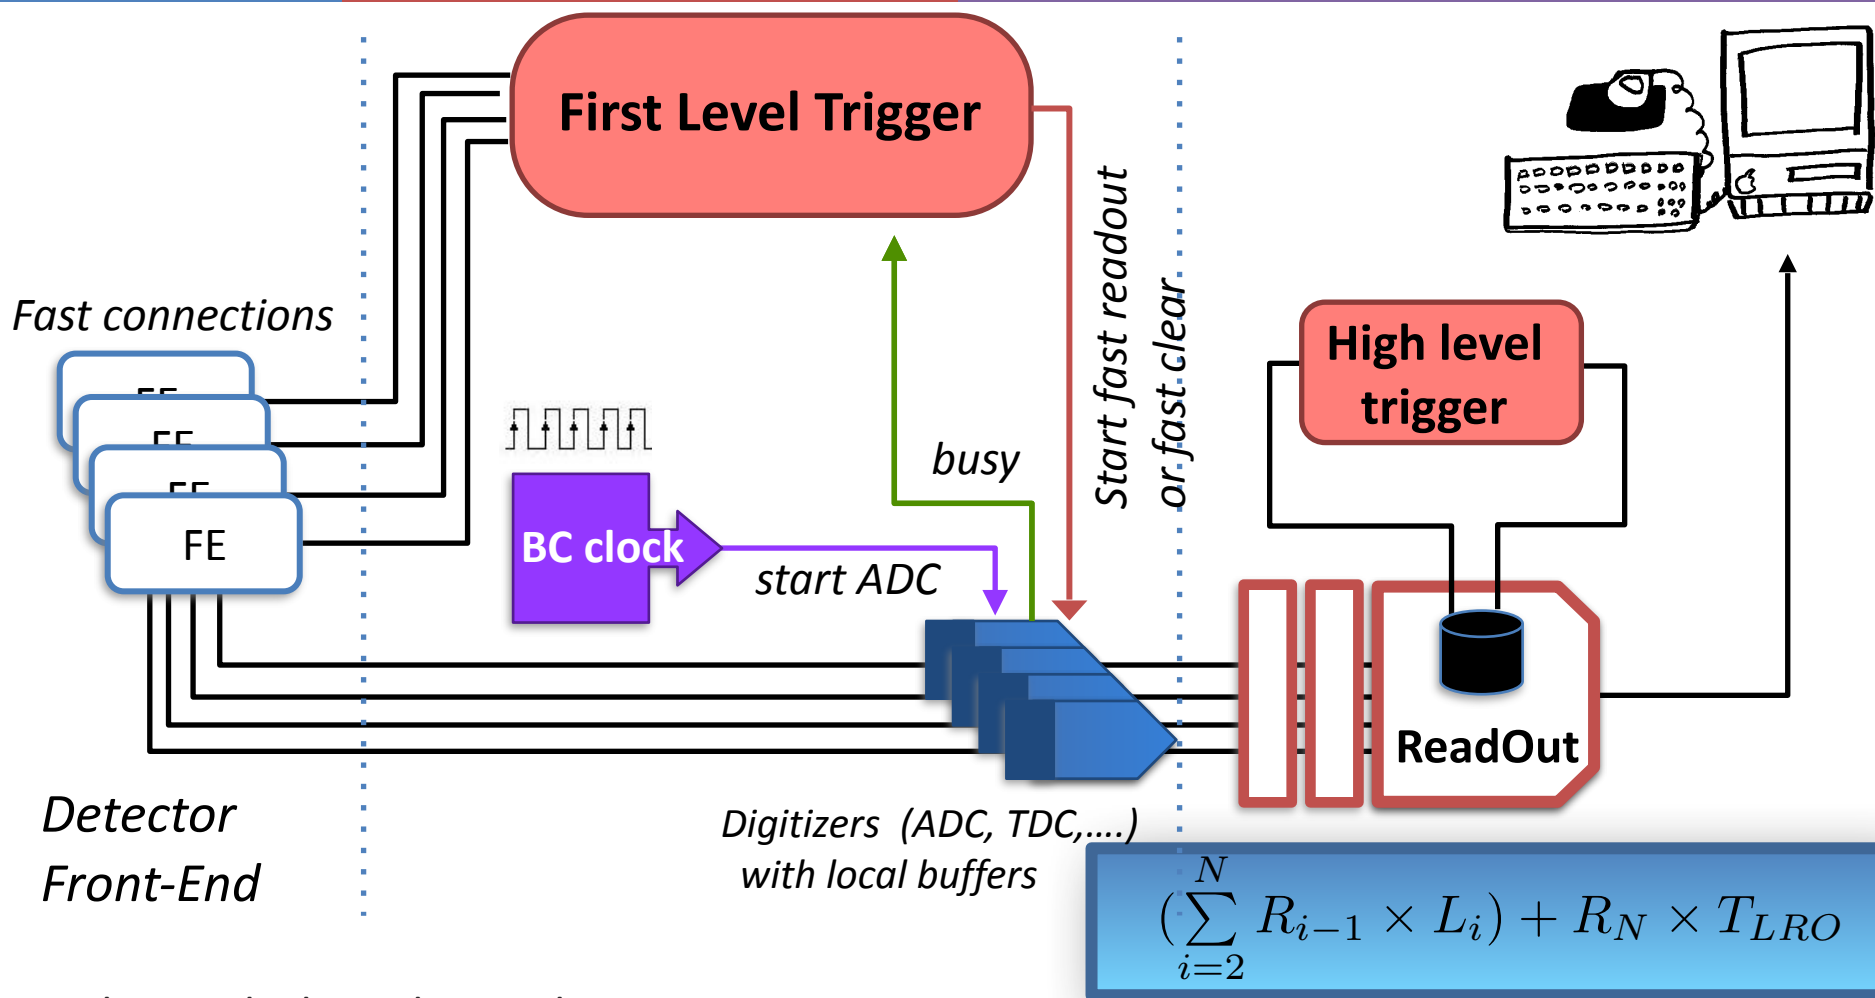 First Level Trigger
Fast connections
FE
FE
FE
FE
BC clock
start ADC
busy
Start fast readout
or fast clear
High level
trigger
ReadOut
Detector
Front-End
Digitizers (ADC, TDC,....)
with local buffers
(\sum_{i=2}^{N} R_{i-1} × L_i) + R_N × T_{LRO}